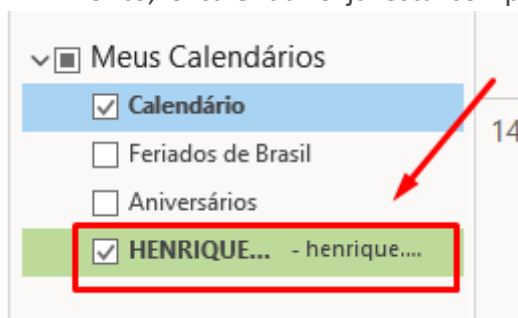 Meus Calendários
Calendário
14
Feriados de Brasil
Aniversários
HENRIQUE... - henrique....